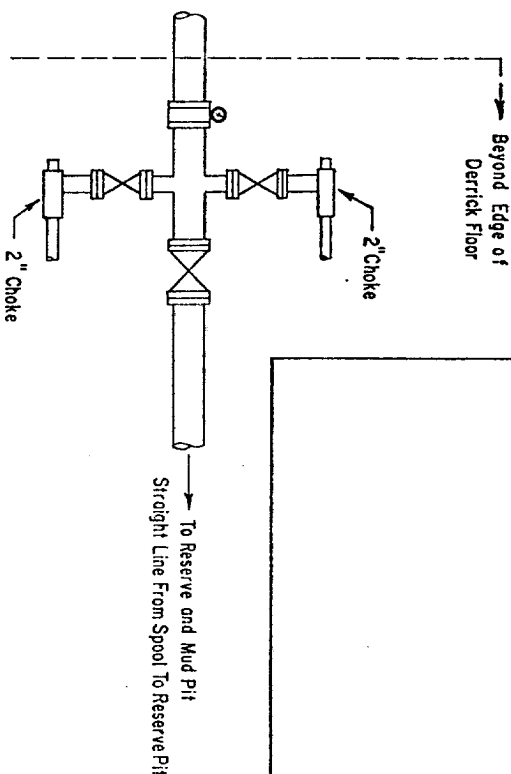 Beyond Edge of
Derrick Floor
2" Choke
2" Choke
To Reserve and Mud Pit
Straight Line From Spool To Reserve Pit